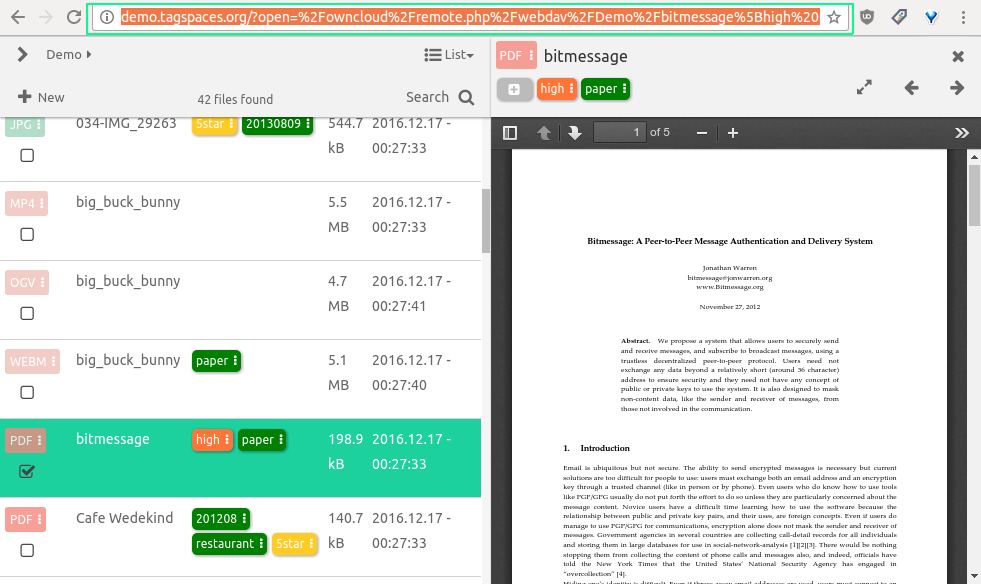 demo.tagspaces.org/?open=%2Fowncloud%2Fremote.php%2Fwebdav%2FDemo%2Fbitmessage%5Bhigh%20
Demo
List
New
42 files found
Search
JPG
034-IMG_29263
5star 20130809
544.7 kB
2016.12.17 - 00:27:33
MP4
big_buck_bunny
5.5 MB
2016.12.17 - 00:27:33
OGV
big_buck_bunny
4.7 MB
2016.12.17 - 00:27:41
WEBM
big_buck_bunny
paper
5.1 MB
2016.12.17 - 00:27:40
PDF
bitmessage
high paper
198.9 kB
2016.12.17 - 00:27:33
PDF
Cafe Wedekind
201208
restaurant 5star
140.7 kB
2016.12.17 - 00:27:33
PDF bitmessage
high paper
1 of 5
Bitmessage: A Peer-to-Peer Message Authentication and Delivery System
Jonathan Warren
bitmessage@jonwarren.org
www.Bitmessage.org
November 27, 2012
Abstract. We propose a system that allows users to securely send
and receive messages, and subscribe to broadcast messages, using a
trustless decentralized peer-to-peer protocol. Users need not
exchange any data beyond a relatively short (around 36 character)
address to ensure security and they need not have any concept of
public or private keys to use the system. It is also designed to mask
non-content data, like the sender and receiver of messages, from
those not involved in the communication.
1. Introduction
Email is ubiquitous but not secure. The ability to send encrypted messages is necessary but current
solutions are too difficult for people to use: users must exchange both an email address and an encryption
key through a trusted channel (like in person or by phone). Even users who do know how to use tools
like PGP/GPG usually do not put forth the effort to do so unless they are particularly concerned about the
message content. Novice users have a difficult time learning how to use the software because the
relationship between public and private key pairs, and their uses, are foreign concepts. Even if users do
manage to use PGP/GPG for communications, encryption alone does not mask the sender and receiver of
messages. Government agencies in several countries are collecting call-detail records for all individuals
and storing them in large databases for use in social-network-analysis [1][2][3]. There would be nothing
stopping them from collecting the content of phone calls and messages also, and indeed, officials have
told the New York Times that the United States' National Security Agency has engaged in
"overcollection" [4].